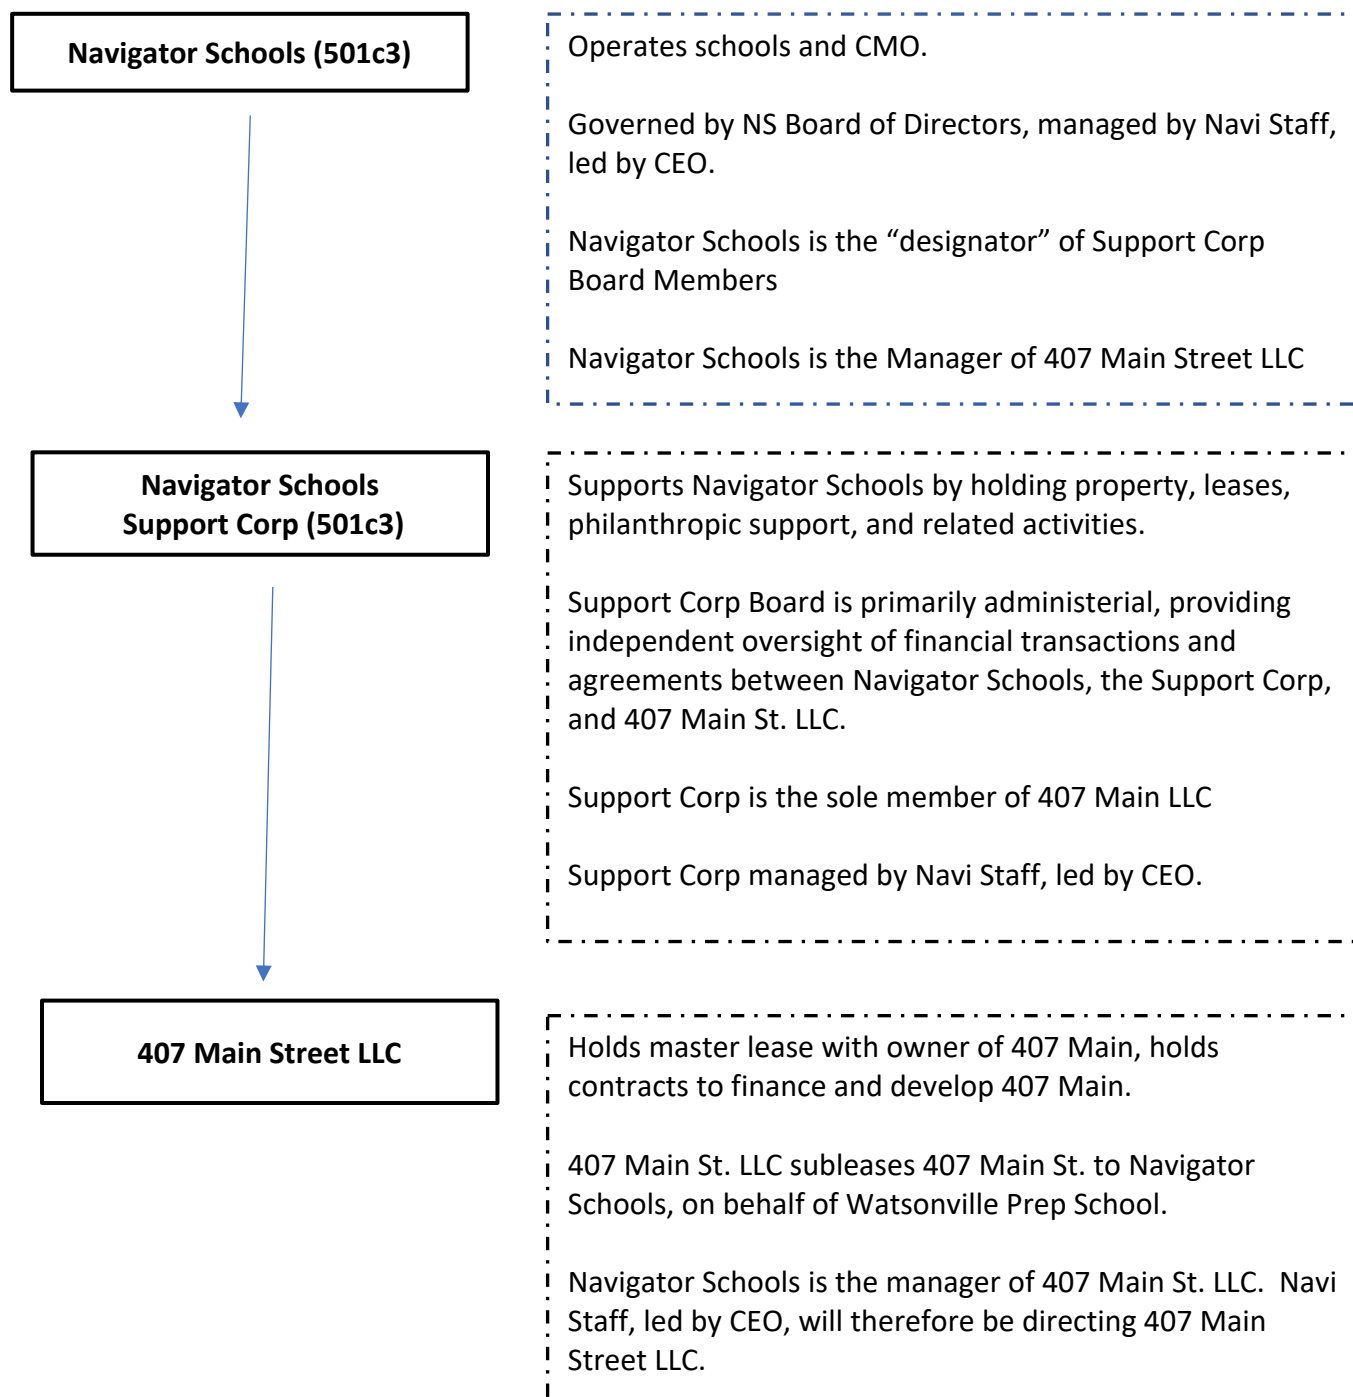 Navigator Schools (501c3)
Operates schools and CMO.
Governed by NS Board of Directors, managed by Navi Staff,
led by CEO.
Navigator Schools is the “designator” of Support Corp
Board Members
Navigator Schools is the Manager of 407 Main Street LLC
Navigator Schools
Support Corp (501c3)
Supports Navigator Schools by holding property, leases,
philanthropic support, and related activities.
Support Corp Board is primarily administerial, providing
independent oversight of financial transactions and
agreements between Navigator Schools, the Support Corp,
and 407 Main St. LLC.
Support Corp is the sole member of 407 Main LLC
Support Corp managed by Navi Staff, led by CEO.
407 Main Street LLC
Holds master lease with owner of 407 Main, holds
contracts to finance and develop 407 Main.
407 Main St. LLC subleases 407 Main St. to Navigator
Schools, on behalf of Watsonville Prep School.
Navigator Schools is the manager of 407 Main St. LLC.  Navi
Staff, led by CEO, will therefore be directing 407 Main
Street LLC.